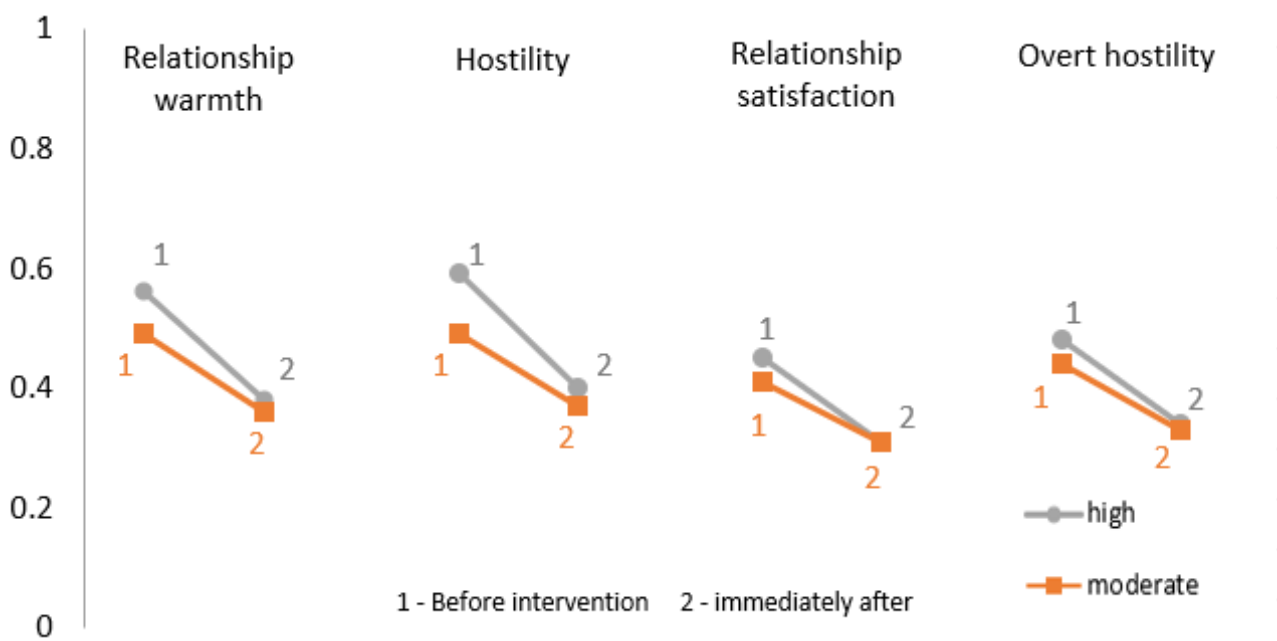 1
0.8
0.6
0.4
0.2
0
Relationship
warmth
1
1
2
2
Hostility
1
1
2
2
Relationship
satisfaction
1
1
2
2
Overt hostility
1
1
2
2
high
moderate
1 - Before intervention 2 - immediately after